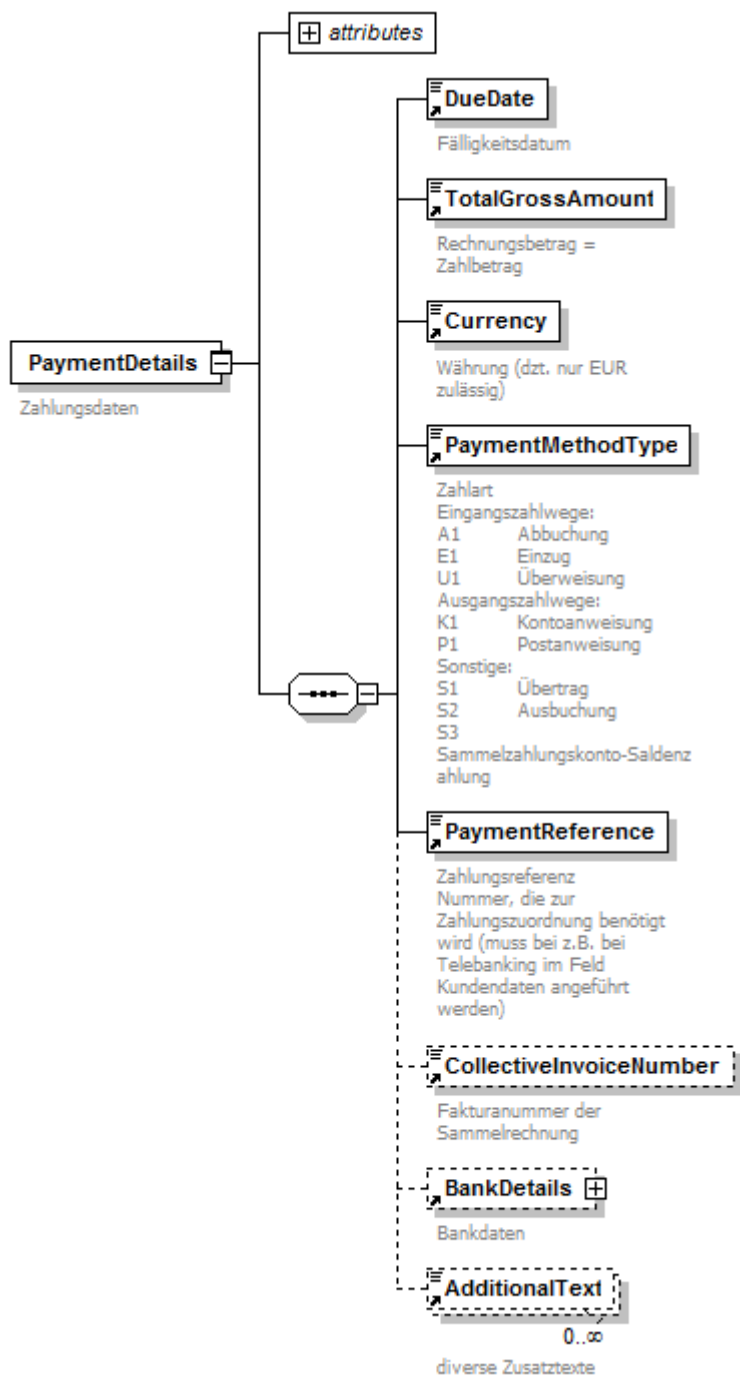 attributes
DueDate
Fälligkeitsdatum
TotalGrossAmount
Rechnungsbetrag =
Zahlbetrag
Currency
Währung (dzt. nur EUR
zulässig)
PaymentDetails
Zahlungsdaten
PaymentMethodType
Zahlart
Eingangszahlwege:
A1 Abbuchung
E1 Einzug
U1 Überweisung
Ausgangszahlwege:
K1 Kontoanweisung
P1 Postanweisung
Sonstige:
S1 Übertrag
S2 Ausbuchung
S3
Sammelzahlungskonto-Saldenz
ahlung
PaymentReference
Zahlungsreferenz
Nummer, die zur
Zahlungszuordnung benötigt
wird (muss bei z.B. bei
Telebanking im Feld
Kundendaten angeführt
werden)
CollectiveInvoiceNumber
Fakturanummer der
Sammelrechnung
BankDetails
Bankdaten
AdditionalText
0..∞
diverse Zusatztexte